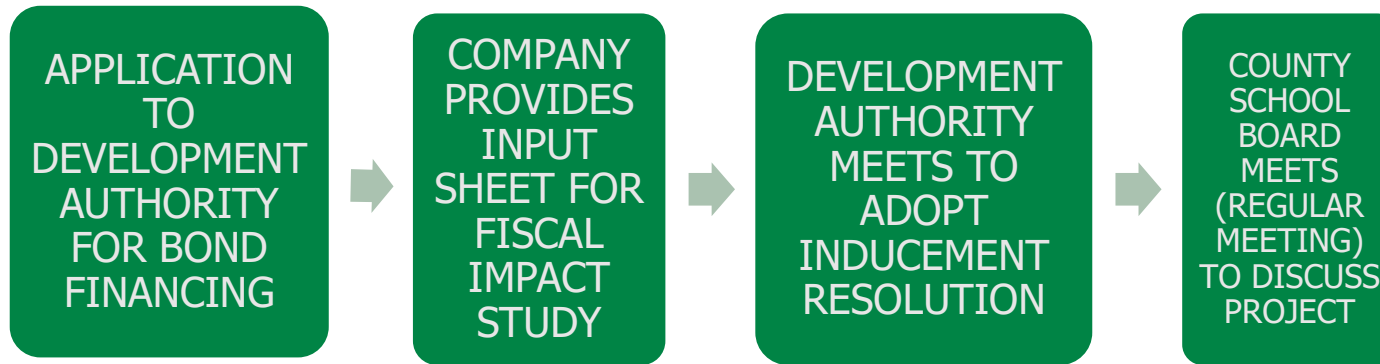 APPLICATION
TO
DEVELOPMENT
AUTHORITY
FOR BOND
FINANCING
COMPANY
PROVIDES
INPUT
SHEET FOR
FISCAL
IMPACT
STUDY
DEVELOPMENT
AUTHORITY
MEETS TO
ADOPT
INDUCEMENT
RESOLUTION
COUNTY
SCHOOL
BOARD
MEETS
(REGULAR
MEETING)
TO DISCUSS
PROJECT